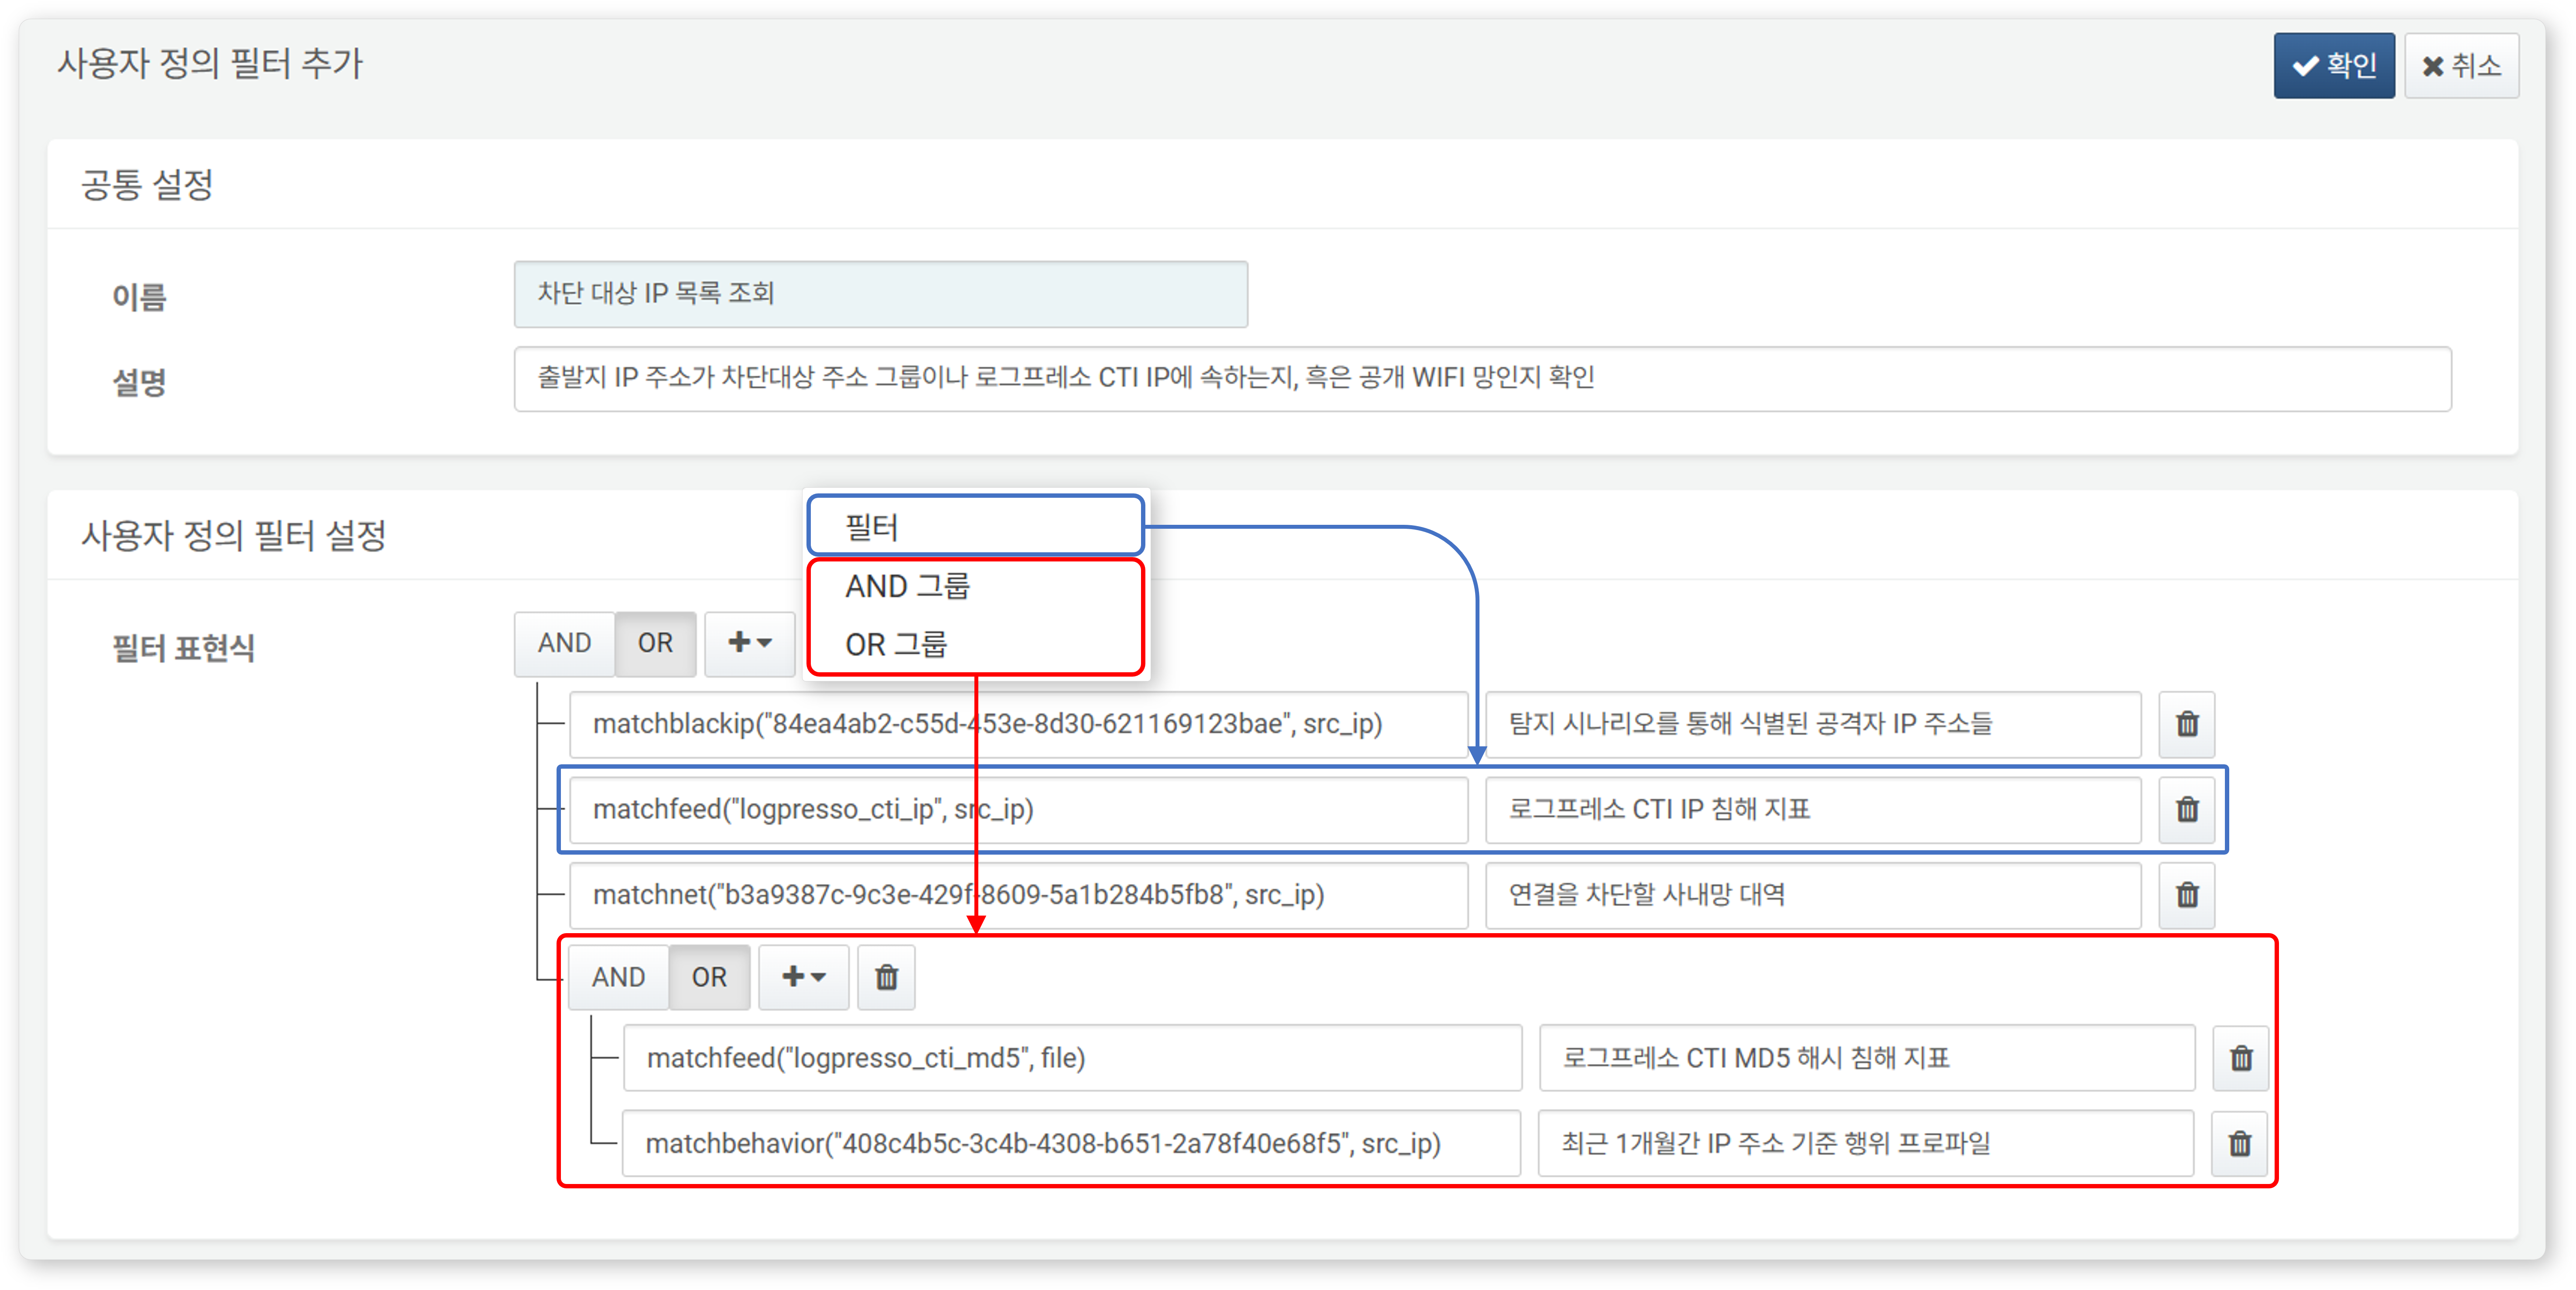 사용자 정의 필터 추가
확인
취소
공통 설정
이름
차단 대상 IP 목록 조회
설명
출발지 IP 주소가 차단대상 주소 그룹이나 로그프레소 CTI IP에 속하는지, 혹은 공개 WIFI 망인지 확인
사용자 정의 필터 설정
필터
AND 그룹
OR 그룹
필터 표현식
AND OR
matchblackip("84ea4ab2-c55d-453e-8d30-621169123bae", src_ip) 탐지 시나리오를 통해 식별된 공격자 IP 주소들
matchfeed("logpresso_cti_ip", src_ip) 로그프레소 CTI IP 침해 지표
matchnet("b3a9387c-9c3e-429f-8609-5a1b284b5fb8", src_ip) 연결을 차단할 사내망 대역
AND OR
matchfeed("logpresso_cti_md5", file) 로그프레소 CTI MD5 해시 침해 지표
matchbehavior("408c4b5c-3c4b-4308-b651-2a78f40e68f5", src_ip) 최근 1개월간 IP 주소 기준 행위 프로파일